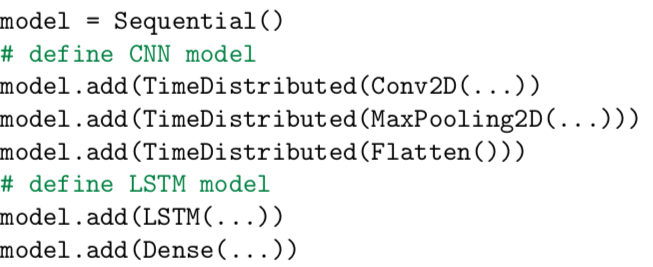 model = Sequential()
# define CNN model
model.add(TimeDistributed(Conv2D(...))
model.add(TimeDistributed(MaxPooling2D(...)))
model.add(TimeDistributed(Flatten()))
# define LSTM model
model.add(LSTM(...))
model.add(Dense(...))